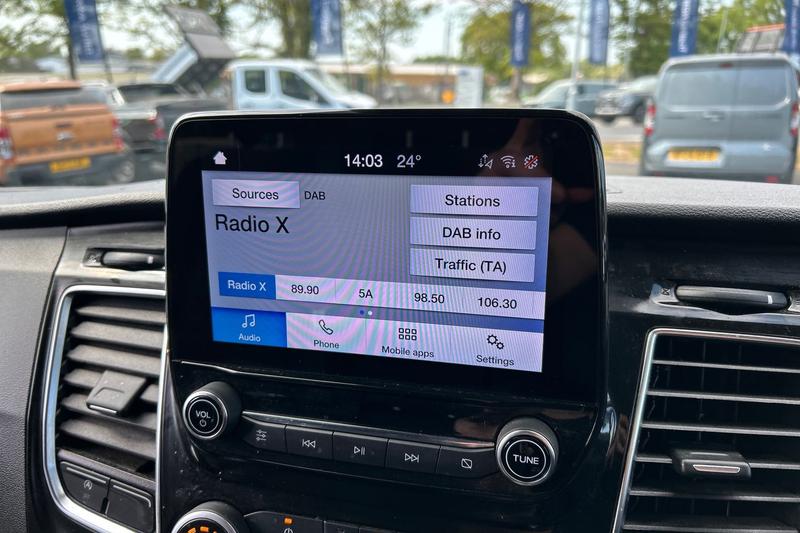 14:03 24°
Sources DAB
Stations
Radio X
DAB info
Traffic (TA)
Radio X 89.90 5A 98.50 106.30
Audio Phone Mobile apps Settings
VOL
TUNE